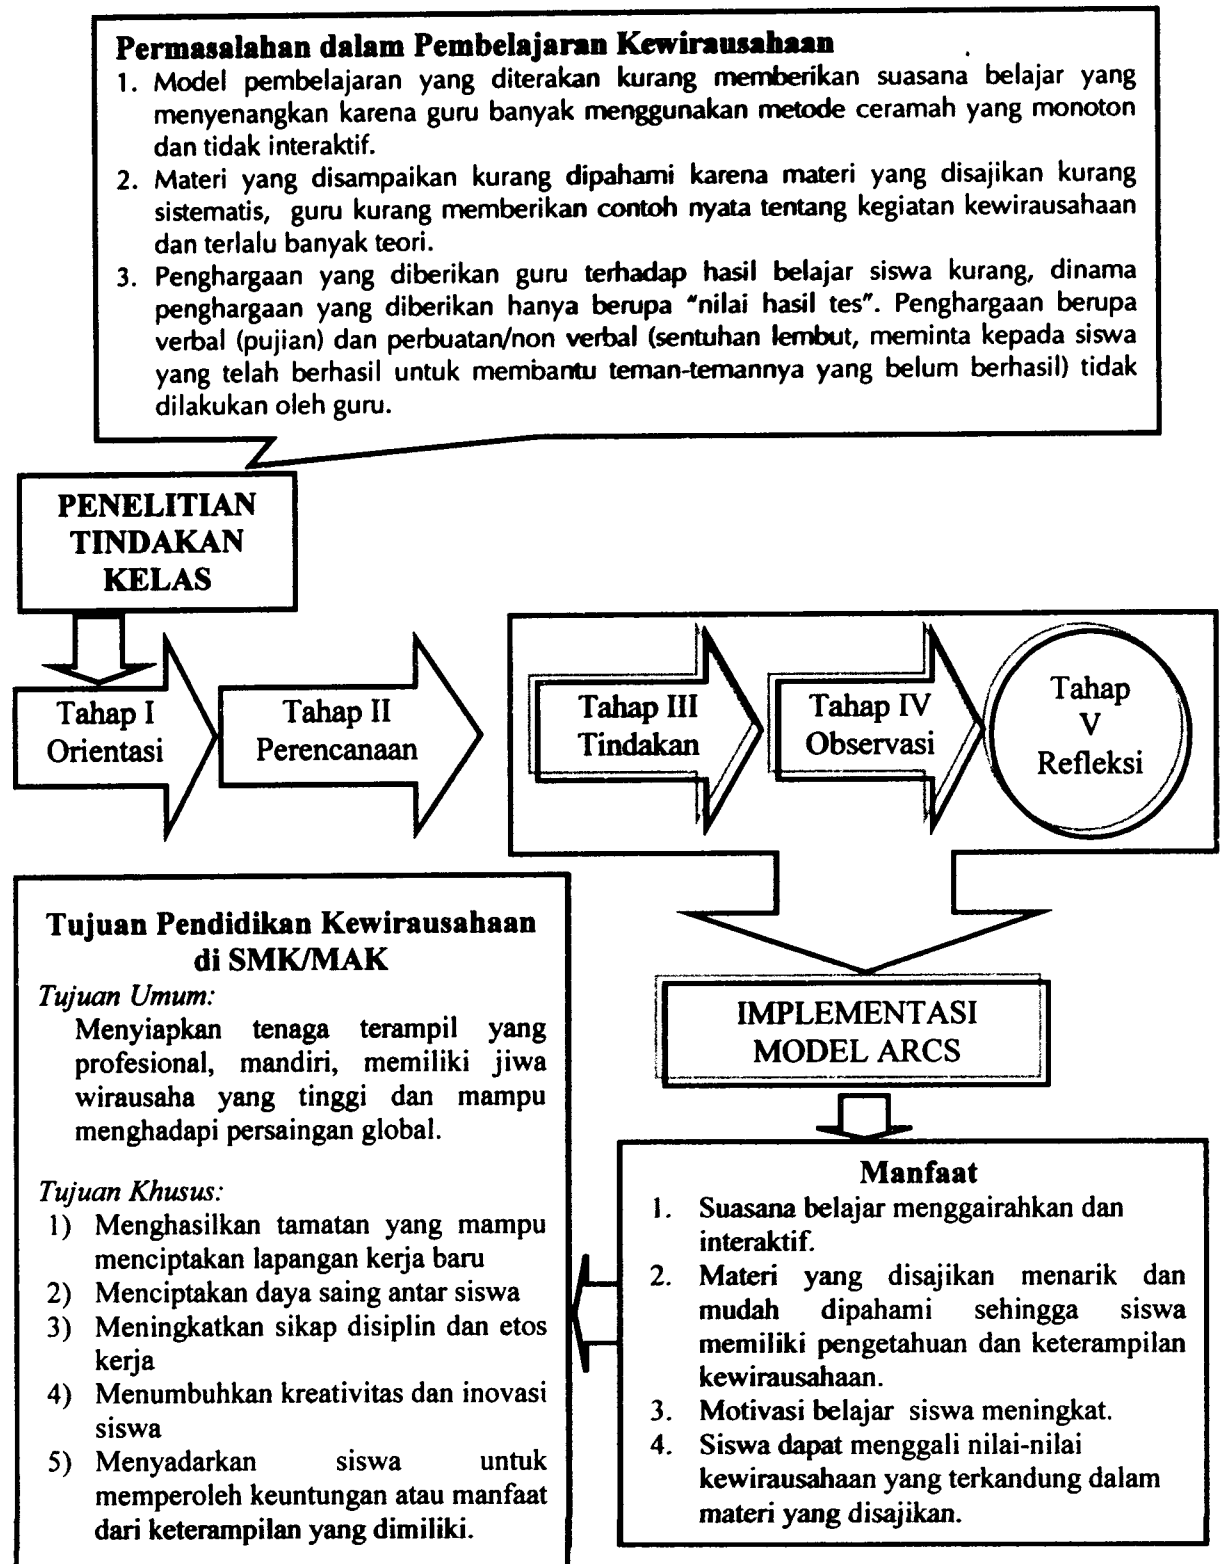 Permasalahan dalam Pembelajaran Kewirausahaan
1. Model pembelajaran yang diterakan kurang memberikan suasana belajar yang
menyenangkan karena guru banyak menggunakan metode ceramah yang monoton
dan tidak interaktif.
2. Materi yang disampaikan kurang dipahami karena materi yang disajikan kurang
sistematis, guru kurang memberikan contoh nyata tentang kegiatan kewirausahaan
dan terlalu banyak teori.
3. Penghargaan yang diberikan guru terhadap hasil belajar siswa kurang, dinama
penghargaan yang diberikan hanya berupa "nilai hasil tes". Penghargaan berupa
verbal (pujian) dan perbuatan/non verbal (sentuhan lembut, meminta kepada siswa
yang telah berhasil untuk membantu teman-temannya yang belum berhasil) tidak
dilakukan oleh guru.
PENELITIAN
TINDAKAN
KELAS
Tahap I
Orientasi
Tahap II
Perencanaan
Tahap III
Tindakan
Tahap IV
Observasi
Tahap
V
Refleksi
IMPLEMENTASI
MODEL ARCS
Manfaat
1. Suasana belajar menggairahkan dan
interaktif.
2. Materi yang disajikan menarik dan
mudah dipahami sehingga siswa
memiliki pengetahuan dan keterampilan
kewirausahaan.
3. Motivasi belajar siswa meningkat.
4. Siswa dapat menggali nilai-nilai
kewirausahaan yang terkandung dalam
materi yang disajikan.
Tujuan Pendidikan Kewirausahaan
di SMK/MAK
Tujuan Umum:
Menyiapkan tenaga terampil yang
profesional, mandiri, memiliki jiwa
wirausaha yang tinggi dan mampu
menghadapi persaingan global.
Tujuan Khusus:
1) Menghasilkan tamatan yang mampu
menciptakan lapangan kerja baru
2) Menciptakan daya saing antar siswa
3) Meningkatkan sikap disiplin dan etos
kerja
4) Menumbuhkan kreativitas dan inovasi
siswa
5) Menyadarkan siswa untuk
memperoleh keuntungan atau manfaat
dari keterampilan yang dimiliki.